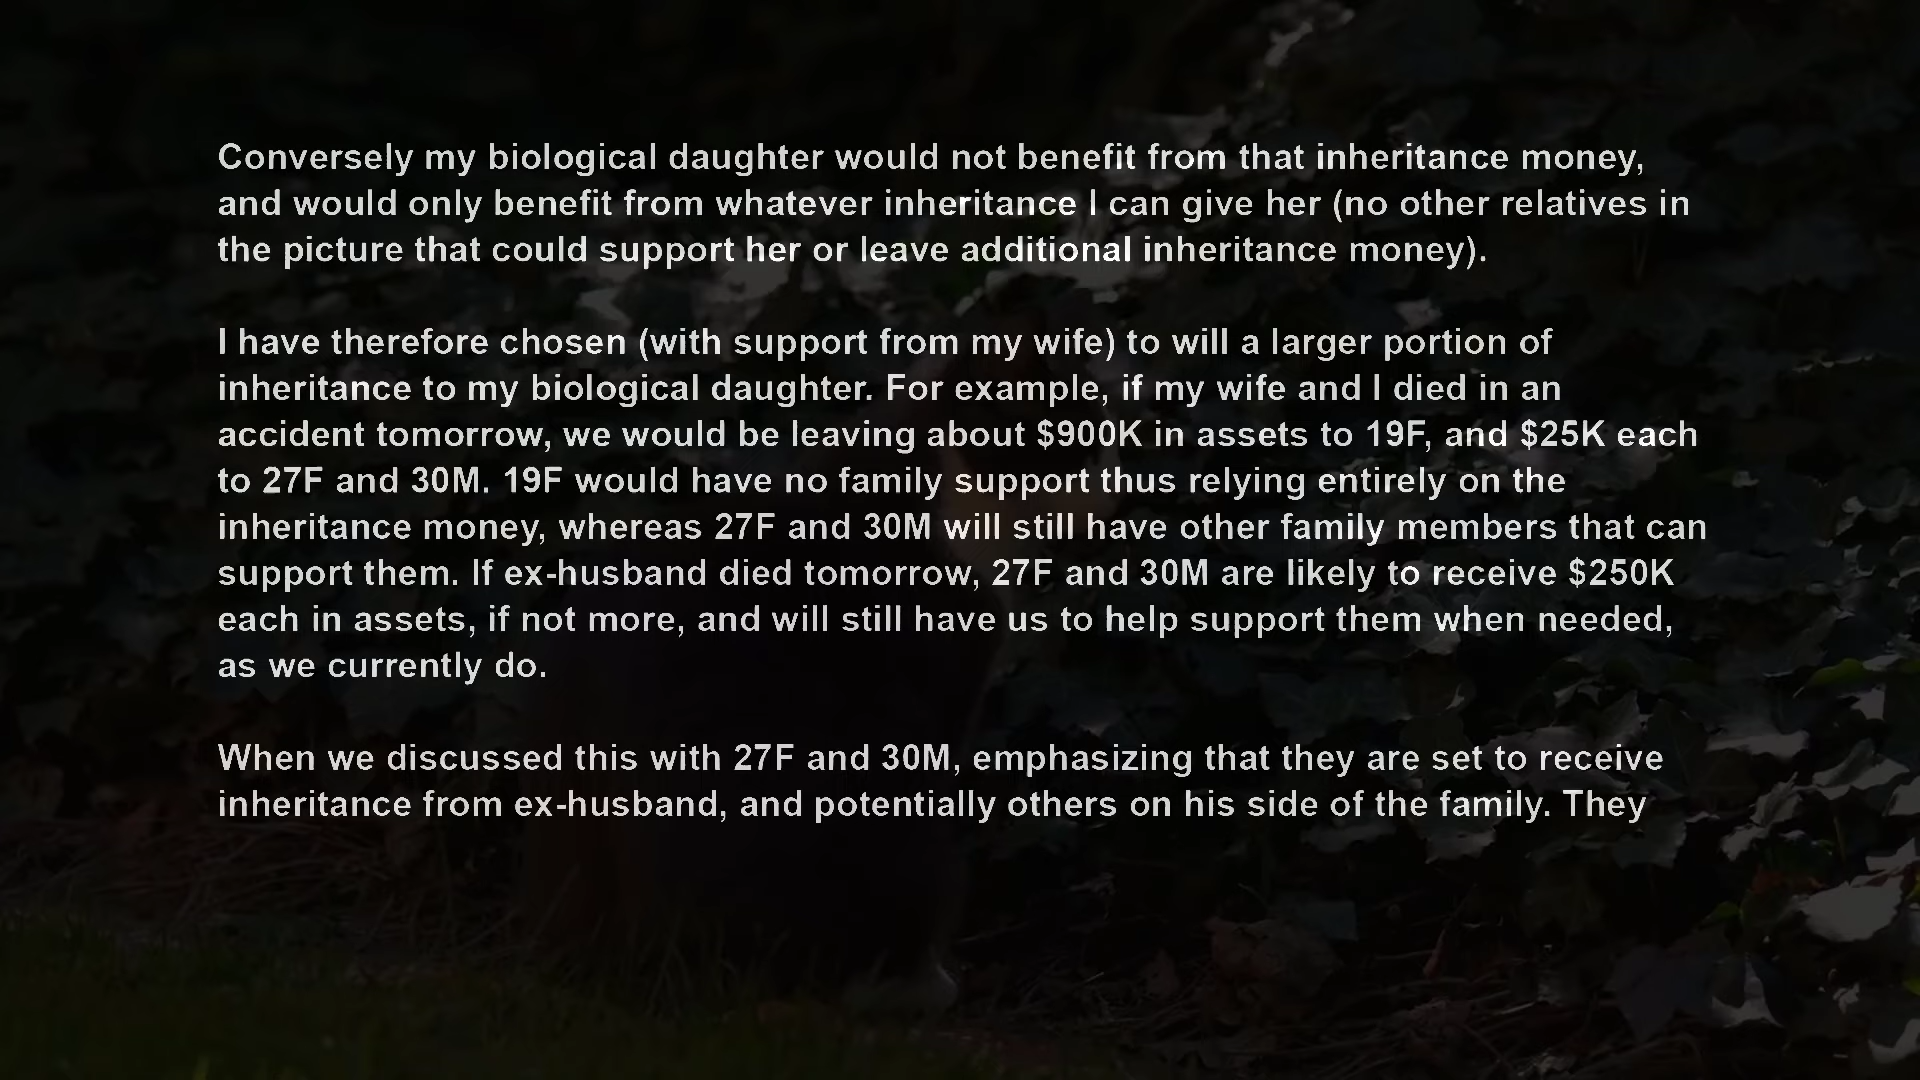 Conversely my biological daughter would not benefit from that inheritance money,
and would only benefit from whatever inheritance I can give her (no other relatives in
the picture that could support her or leave additional inheritance money).
I have therefore chosen (with support from my wife) to will a larger portion of
inheritance to my biological daughter. For example, if my wife and I died in an
accident tomorrow, we would be leaving about $900K in assets to 19F, and $25K each
to 27F and 30M. 19F would have no family support thus relying entirely on the
inheritance money, whereas 27F and 30M will still have other family members that can
support them. If ex-husband died tomorrow, 27F and 30M are likely to receive $250K
each in assets, if not more, and will still have us to help support them when needed,
as we currently do.
When we discussed this with 27F and 30M, emphasizing that they are set to receive
inheritance from ex-husband, and potentially others on his side of the family. They